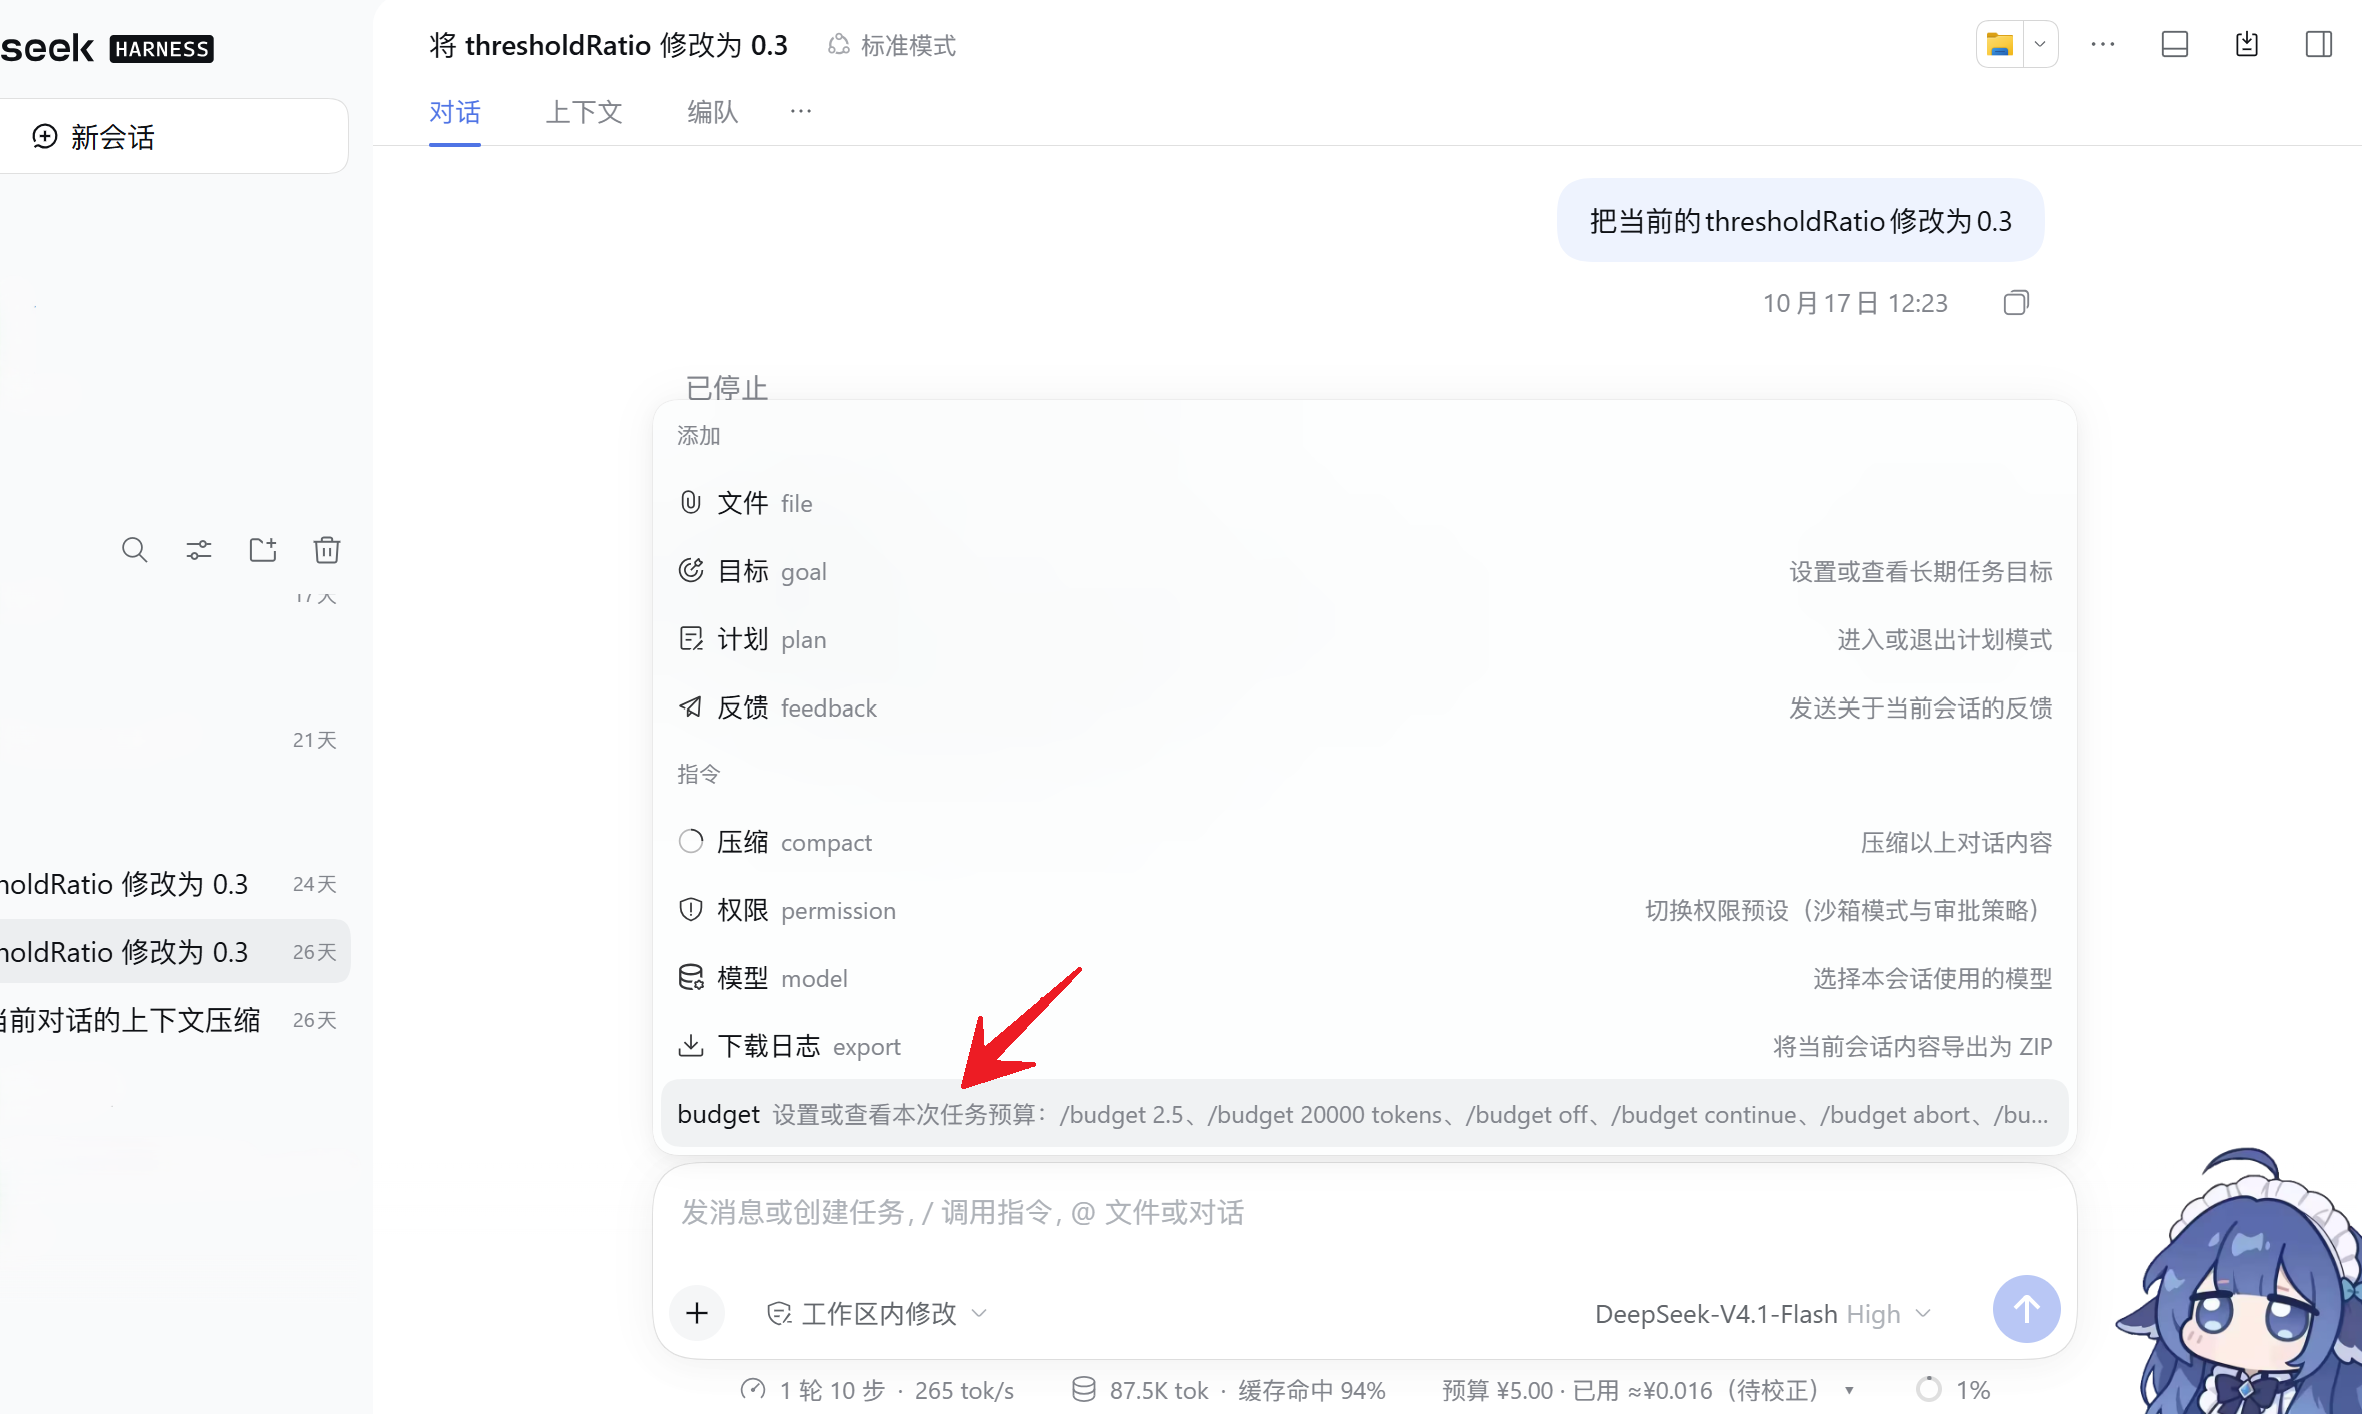 seek HARNESS
新会话
17天
21天
holdRatio 修改为 0.3 24天
holdRatio 修改为 0.3 26天
当前对话的上下文压缩 26天
将 thresholdRatio 修改为 0.3 标准模式
对话 上下文 编队 ···
把当前的thresholdRatio修改为0.3
10月17日 12:23
已停止
添加
文件 file
目标 goal 设置或查看长期任务目标
计划 plan 进入或退出计划模式
反馈 feedback 发送关于当前会话的反馈
指令
压缩 compact 压缩以上对话内容
权限 permission 切换权限预设（沙箱模式与审批策略）
模型 model 选择本会话使用的模型
下载日志 export 将当前会话内容导出为 ZIP
budget 设置或查看本次任务预算：/budget 2.5、/budget 20000 tokens、/budget off、/budget continue、/budget abort、/bu...
发消息或创建任务, / 调用指令, @ 文件或对话
工作区内修改 DeepSeek-V4.1-Flash High
1 轮 10 步 · 265 tok/s 87.5K tok · 缓存命中 94% 预算 ¥5.00 · 已用 ≈¥0.016（待校正） ▾ 1%